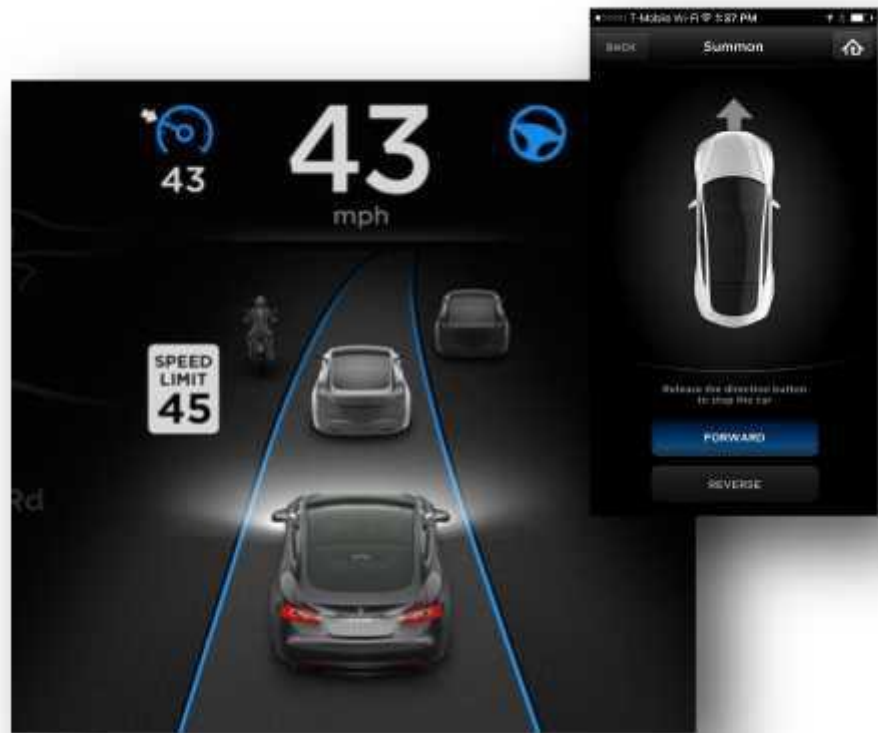 43
43
mph
SPEED
LIMIT
45
Rd
T-Mobile Wi-Fi
PM
BACK
Summon
Release the direction button
to stop the car
FORWARD
REVERSE